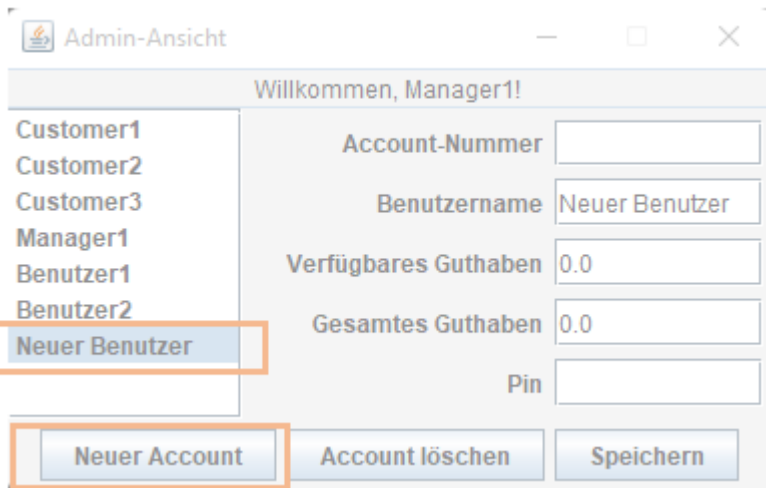 Admin-Ansicht
Willkommen, Manager1!
Customer1
Customer2
Customer3
Manager1
Benutzer1
Benutzer2
Neuer Benutzer
Account-Nummer
Benutzername Neuer Benutzer
Verfügbares Guthaben 0.0
Gesamtes Guthaben 0.0
Pin
Neuer Account Account löschen Speichern